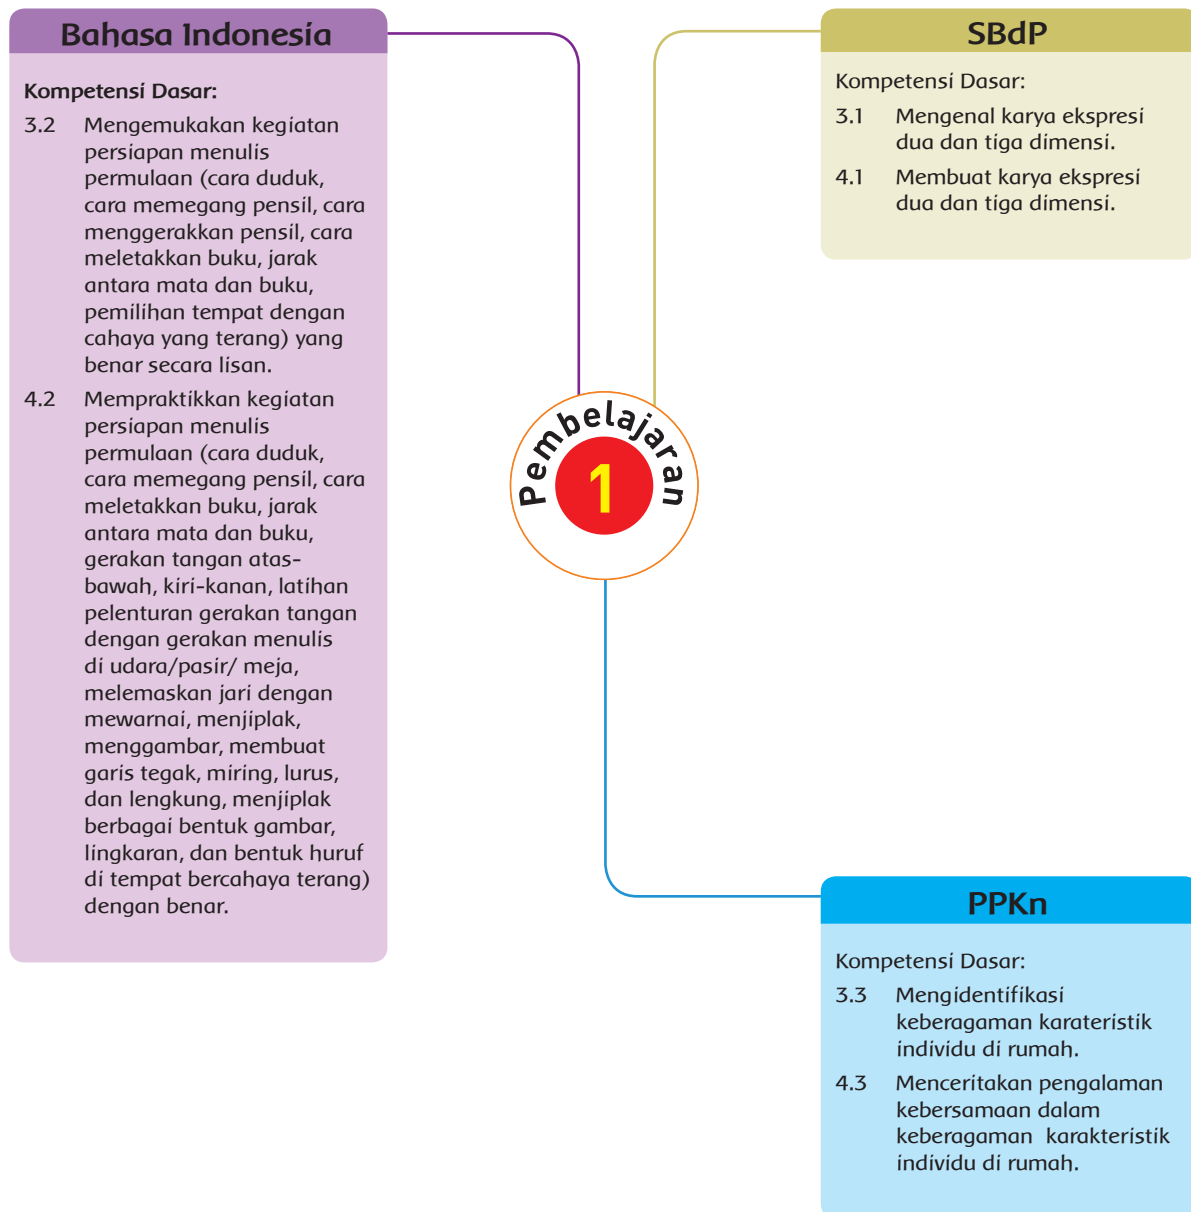 Bahasa Indonesia
Kompetensi Dasar:
3.2 Mengemukakan kegiatan
persiapan menulis
permulaan (cara duduk,
cara memegang pensil, cara
menggerakkan pensil, cara
meletakkan buku, jarak
antara mata dan buku,
pemilihan tempat dengan
cahaya yang terang) yang
benar secara lisan.
4.2 Mempraktikkan kegiatan
persiapan menulis
permulaan (cara duduk,
cara memegang pensil, cara
meletakkan buku, jarak
antara mata dan buku,
gerakan tangan atas-
bawah, kiri-kanan, latihan
pelenturan gerakan tangan
dengan gerakan menulis
di udara/pasir/ meja,
melemaskan jari dengan
mewarnai, menjiplak,
menggambar, membuat
garis tegak, miring, lurus,
dan lengkung, menjiplak
berbagai bentuk gambar,
lingkaran, dan bentuk huruf
di tempat bercahaya terang)
dengan benar.
SBdP
Kompetensi Dasar:
3.1 Mengenal karya ekspresi
dua dan tiga dimensi.
4.1 Membuat karya ekspresi
dua dan tiga dimensi.
Pembelajaran
1
PPKn
Kompetensi Dasar:
3.3 Mengidentifikasi
keberagaman karateristik
individu di rumah.
4.3 Menceritakan pengalaman
kebersamaan dalam
keberagaman karakteristik
individu di rumah.